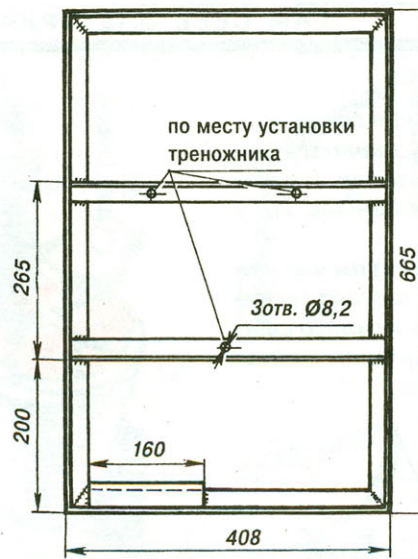 по месту установки
треножника
265
665
3отв. Ø8,2
200
160
408